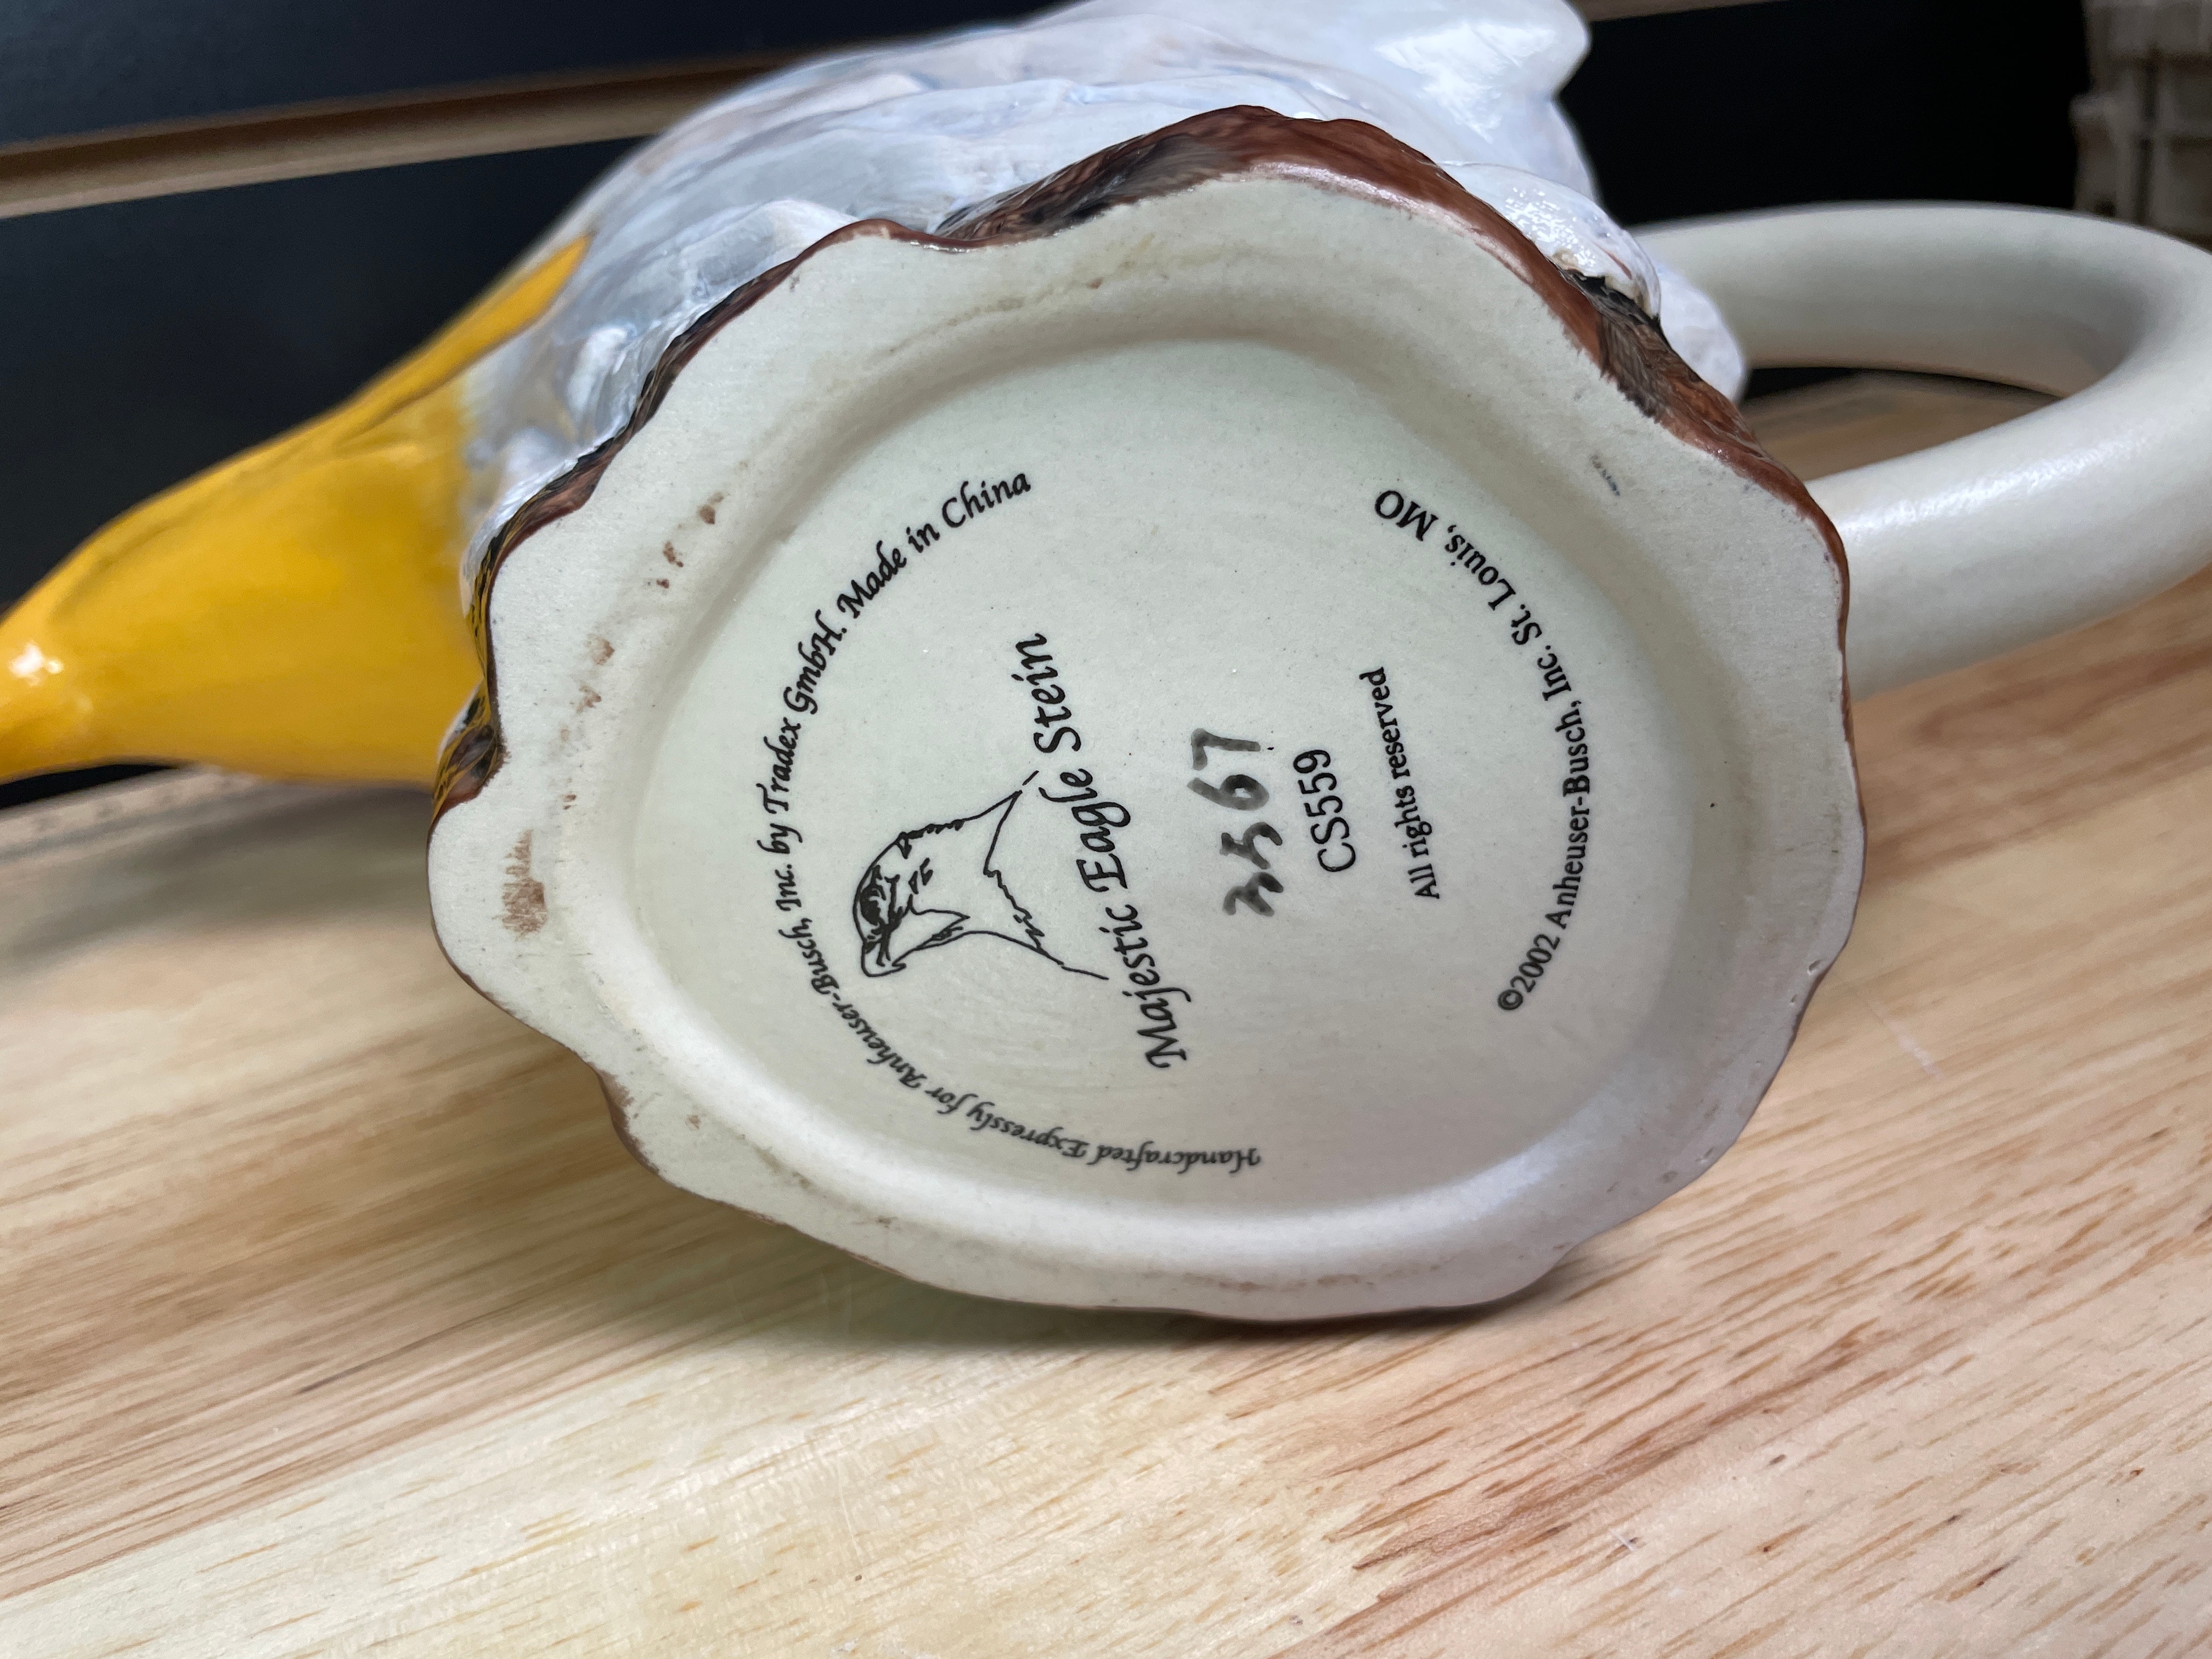 Handcrafted Expressly for Anheuser-Busch, Inc. by Tradex GmbH. Made in China
Majestic Eagle Stein
3567
CS559
All rights reserved
©2002 Anheuser-Busch, Inc. St. Louis, MO